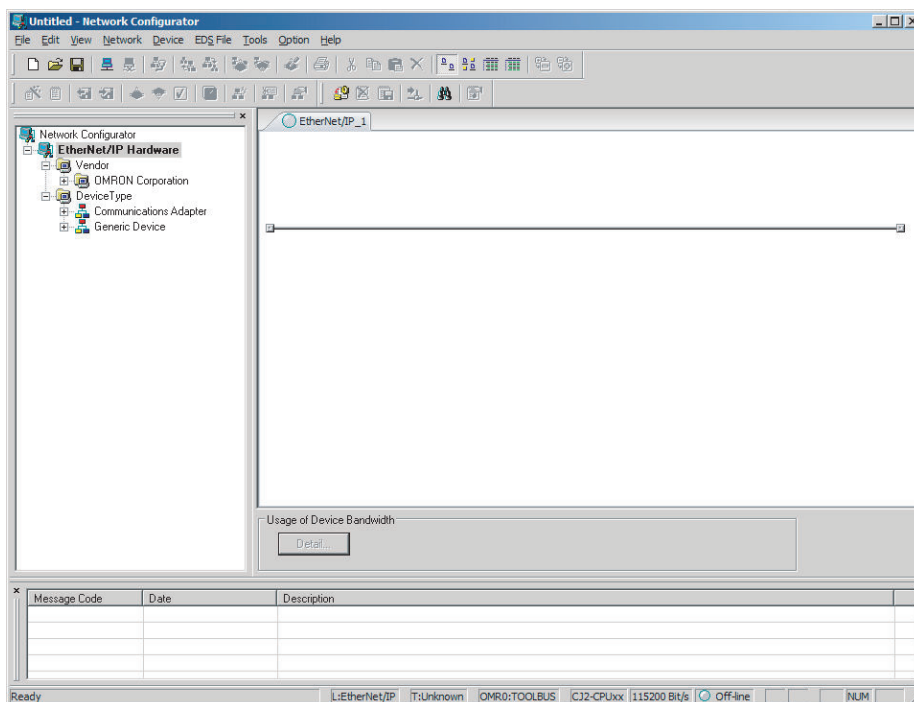 Untitled - Network Configurator
File Edit View Network Device EDS File Tools Option Help
EtherNet/IP_1
Network Configurator
EtherNet/IP Hardware
Vendor
OMRON Corporation
DeviceType
Communications Adapter
Generic Device
Usage of Device Bandwidth
Detail...
Message Code Date Description
Ready L:EtherNet/IP T:Unknown OMR0:TOOLBUS CJ2-CPUxx 115200 Bit/s Off-line NUM